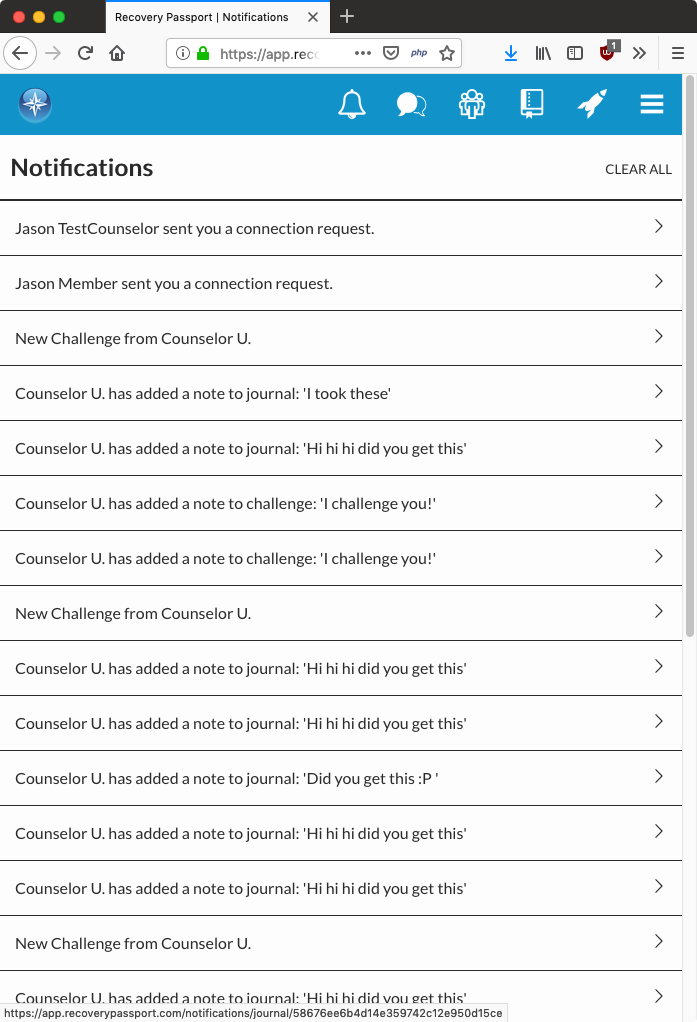 Recovery Passport | Notifications
https://app.rec
php
1
Notifications
CLEAR ALL
Jason TestCounselor sent you a connection request.
Jason Member sent you a connection request.
New Challenge from Counselor U.
Counselor U. has added a note to journal: 'I took these'
Counselor U. has added a note to journal: 'Hi hi hi did you get this'
Counselor U. has added a note to challenge: 'I challenge you!'
Counselor U. has added a note to challenge: 'I challenge you!'
New Challenge from Counselor U.
Counselor U. has added a note to journal: 'Hi hi hi did you get this'
Counselor U. has added a note to journal: 'Hi hi hi did you get this'
Counselor U. has added a note to journal: 'Did you get this :P '
Counselor U. has added a note to journal: 'Hi hi hi did you get this'
Counselor U. has added a note to journal: 'Hi hi hi did you get this'
New Challenge from Counselor U.
Counselor U. has added a note to journal: 'Hi hi hi did you get this'
https://app.recoverypassport.com/notifications/journal/58676ee6b4d14e359742c12e950d15ce